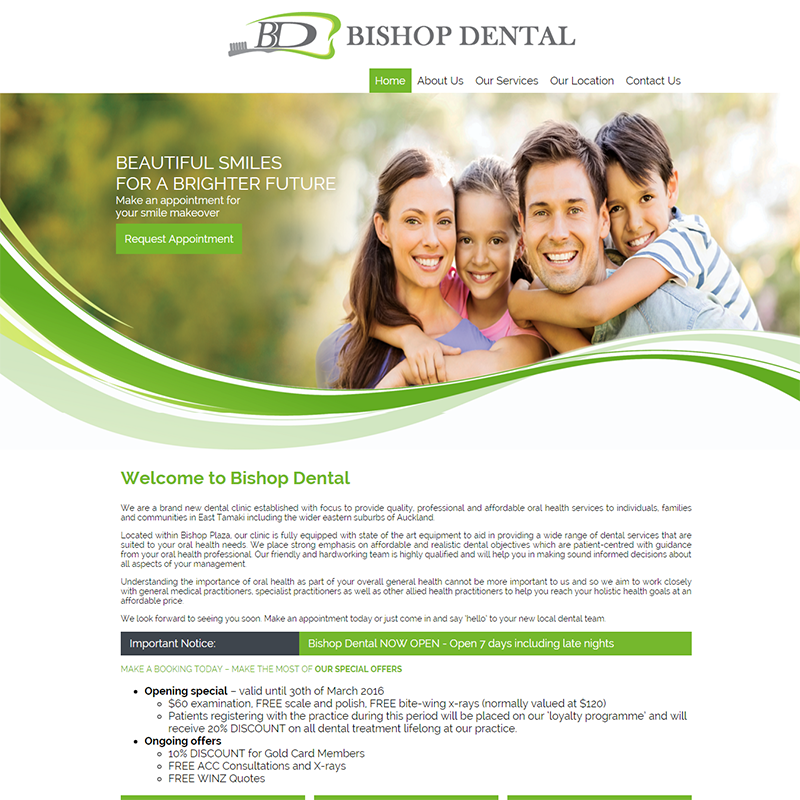 BD BISHOP DENTAL
Home About Us Our Services Our Location Contact Us
BEAUTIFUL SMILES
FOR A BRIGHTER FUTURE
Make an appointment for
your smile makeover
Request Appointment
Welcome to Bishop Dental
We are a brand new dental clinic established with focus to provide quality, professional and affordable oral health services to individuals, families
and communities in East Tamaki including the wider eastern suburbs of Auckland.
Located within Bishop Plaza, our clinic is fully equipped with state of the art equipment to aid in providing a wide range of dental services that are
suited to your oral health needs. We place strong emphasis on affordable and realistic dental objectives which are patient-centred with guidance
from your oral health professional. Our friendly and hardworking team is highly qualified and will help you in making sound informed decisions about
all aspects of your management.
Understanding the importance of oral health as part of your overall general health cannot be more important to us and so we aim to work closely
with general medical practitioners, specialist practitioners as well as other allied health practitioners to help you reach your holistic health goals at an
affordable price.
We look forward to seeing you soon. Make an appointment today or just come in and say 'hello' to your new local dental team.
Important Notice: Bishop Dental NOW OPEN - Open 7 days including late nights
MAKE A BOOKING TODAY – MAKE THE MOST OF OUR SPECIAL OFFERS
Opening special – valid until 30th of March 2016
$60 examination, FREE scale and polish, FREE bite-wing x-rays (normally valued at $120)
Patients registering with the practice during this period will be placed on our 'loyalty programme' and will
receive 20% DISCOUNT on all dental treatment lifelong at our practice.
Ongoing offers
10% DISCOUNT for Gold Card Members
FREE ACC Consultations and X-rays
FREE WINZ Quotes